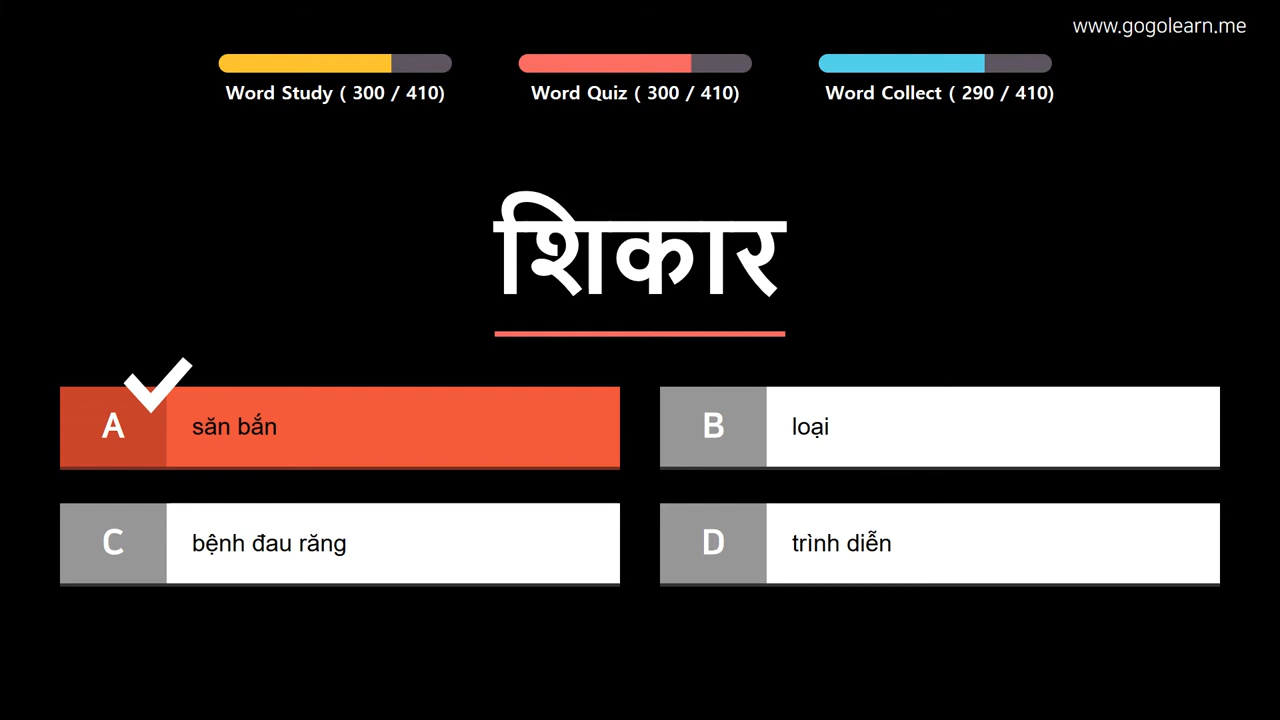 www.gogolearn.me
Word Study ( 300 / 410)
Word Quiz ( 300 / 410)
Word Collect ( 290 / 410)
शिकार
A săn bắn
B loại
C bệnh đau răng
D trình diễn